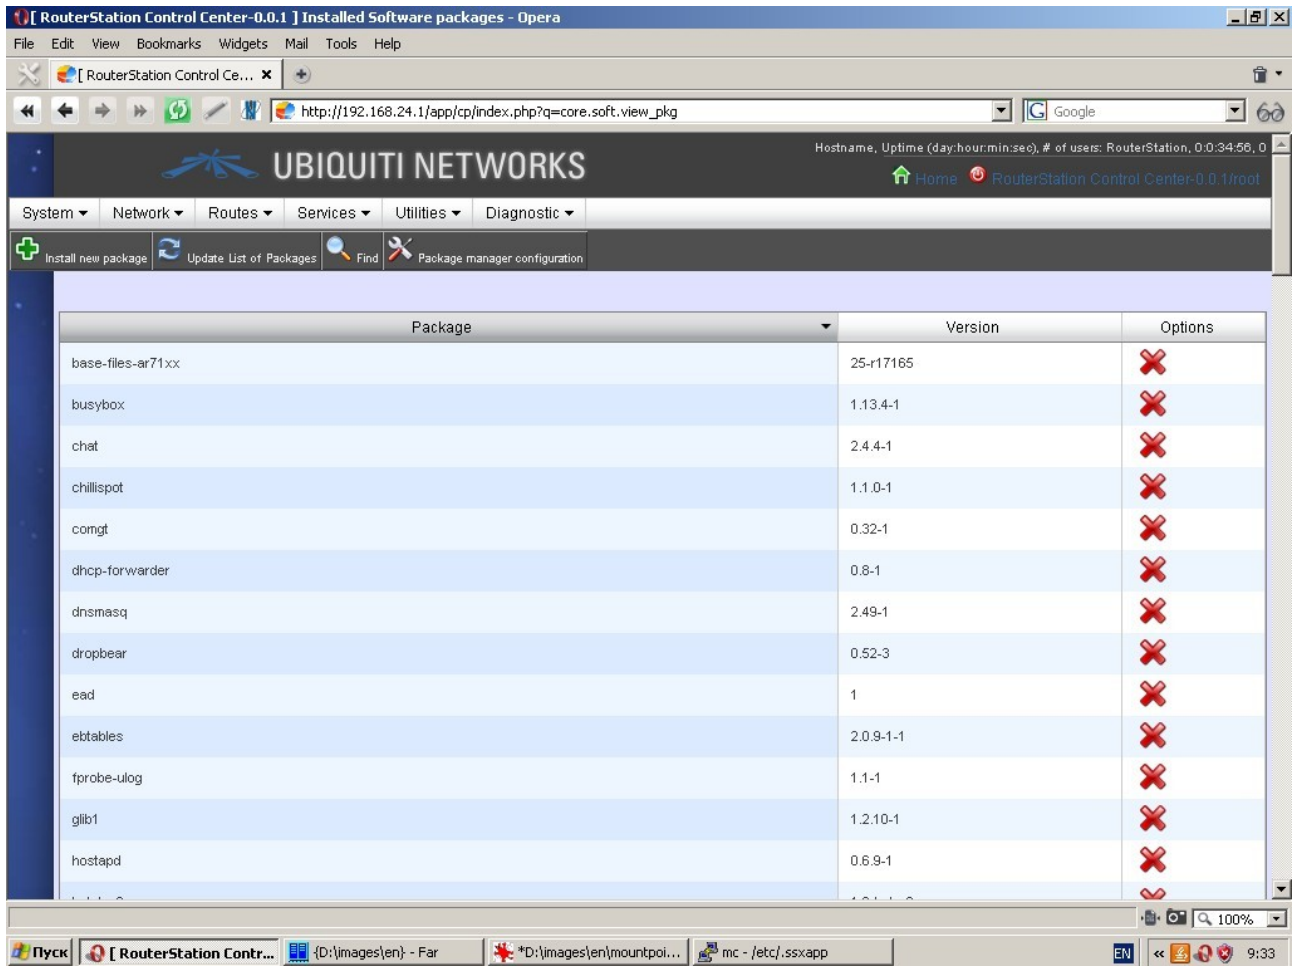 [ RouterStation Control Center-0.0.1 ] Installed Software packages - Opera
File Edit View Bookmarks Widgets Mail Tools Help
[ RouterStation Control Ce...
http://192.168.24.1/app/cp/index.php?q=core.soft.view_pkg
Google
UBIQUITI NETWORKS
Hostname, Uptime (day:hour:min:sec), # of users: RouterStation, 0:0:34:56, 0
Home RouterStation Control Center-0.0.1/root
System Network Routes Services Utilities Diagnostic
Install new package Update List of Packages Find Package manager configuration
Package Version Options
base-files-ar71xx 25-r17165
busybox 1.13.4-1
chat 2.4.4-1
chillispot 1.1.0-1
comgt 0.32-1
dhcp-forwarder 0.8-1
dnsmasq 2.49-1
dropbear 0.52-3
ead 1
ebtables 2.0.9-1-1
fprobe-ulog 1.1-1
glib1 1.2.10-1
hostapd 0.6.9-1
100%
Пуск [ RouterStation Contr... {D:\images\en} - Far *D:\images\en\mountpoi... mc - /etc/.ssxapp EN « 9:33